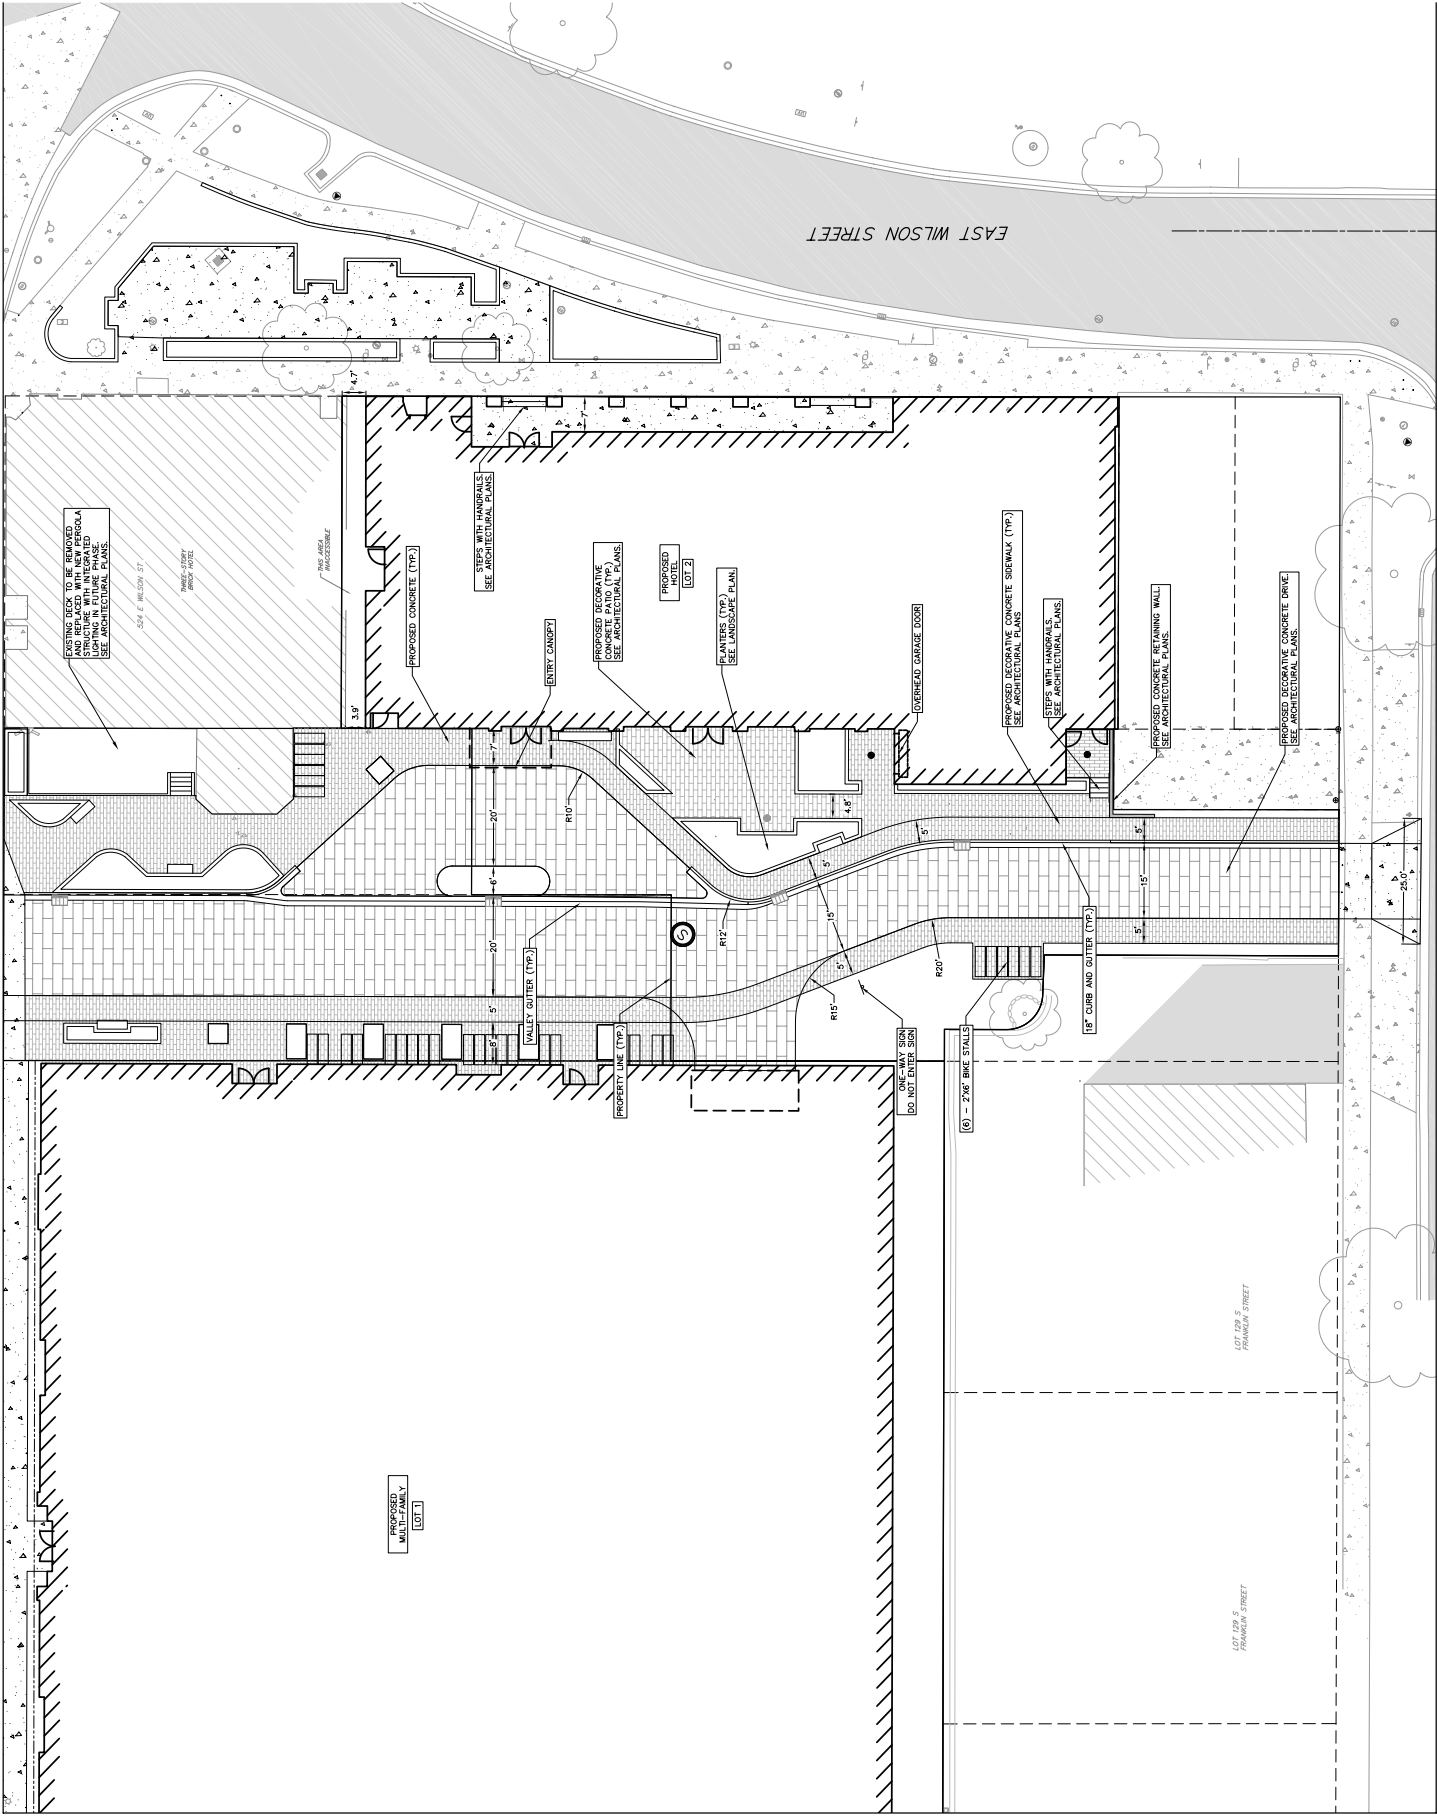 EAST WILSON STREET
4.7'
7'
EXISTING DECK TO BE REMOVED
AND REPLACED WITH NEW PERGOLA
STRUCTURE WITH INTEGRATED
LIGHTING IN FUTURE PHASE.
SEE ARCHITECTURAL PLANS.
524 E WILSON ST
THREE-STORY
BRICK HOTEL
THIS AREA
INACCESSIBLE
3.9'
PROPOSED CONCRETE (TYP.)
STEPS WITH HANDRAILS.
SEE ARCHITECTURAL PLANS.
ENTRY CANOPY
PROPOSED DECORATIVE
CONCRETE PATIO (TYP.)
SEE ARCHITECTURAL PLANS.
PROPOSED
HOTEL
LOT 2
PLANTERS (TYP.)
SEE LANDSCAPE PLAN.
OVERHEAD GARAGE DOOR
PROPOSED DECORATIVE CONCRETE SIDEWALK (TYP.)
SEE ARCHITECTURAL PLANS
STEPS WITH HANDRAILS.
SEE ARCHITECTURAL PLANS.
PROPOSED CONCRETE RETAINING WALL.
SEE ARCHITECTURAL PLANS.
PROPOSED DECORATIVE CONCRETE DRIVE.
SEE ARCHITECTURAL PLANS.
7'
20'
R10'
6'
20'
5'
8'
4.8'
5'
5'
15'
5'
R12'
R15'
R20'
5'
15'
5'
25.0'
S
VALLEY GUTTER (TYP.)
PROPERTY LINE (TYP.)
ONE-WAY SIGN
DO NOT ENTER SIGN
(6) - 2'X6' BIKE STALLS
18" CURB AND GUTTER (TYP.)
PROPOSED
MULTI-FAMILY
LOT 1
LOT 129 S
FRANKLIN STREET
LOT 129 S
FRANKLIN STREET